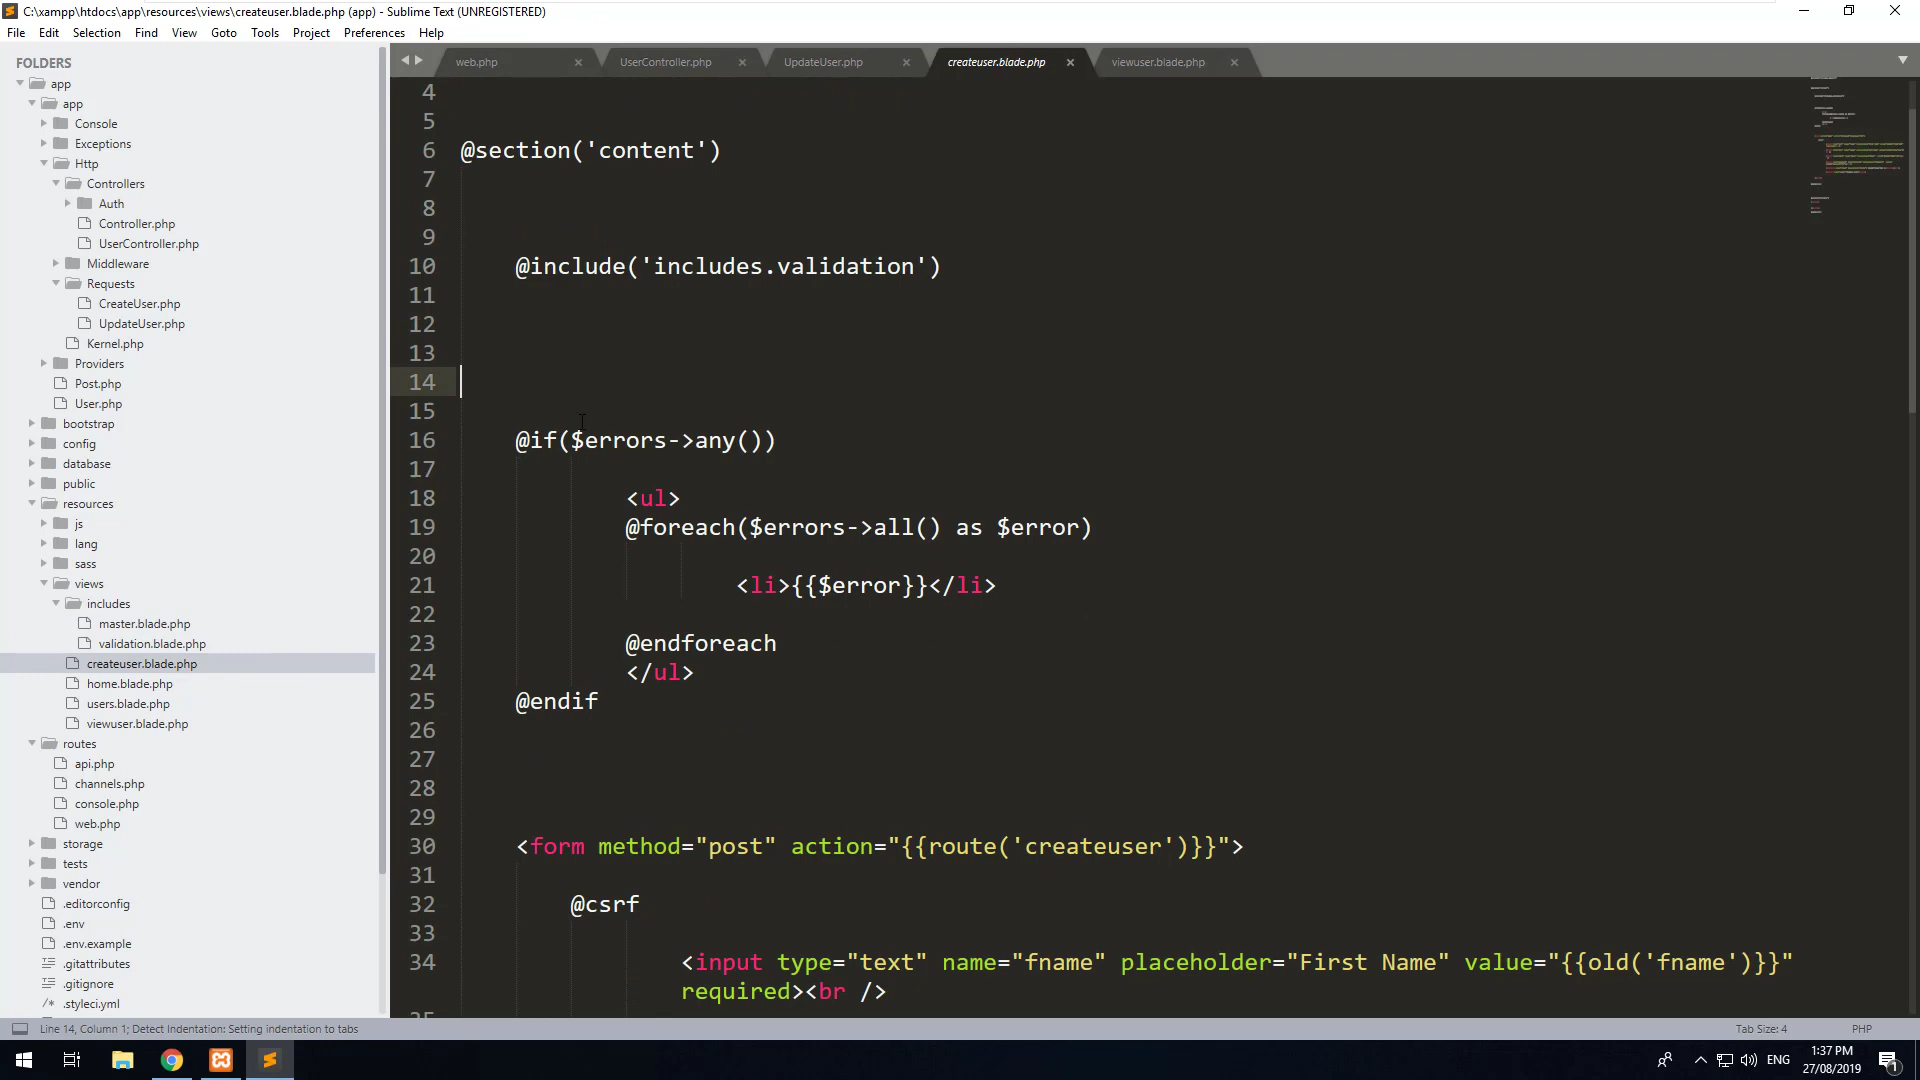 C:\xampp\htdocs\app\resources\views\createuser.blade.php (app) - Sublime Text (UNREGISTERED)
File Edit Selection Find View Goto Tools Project Preferences Help
FOLDERS
app
app
Console
Exceptions
Http
Controllers
Auth
Controller.php
UserController.php
Middleware
Requests
CreateUser.php
UpdateUser.php
Kernel.php
Providers
Post.php
User.php
bootstrap
config
database
public
resources
js
lang
sass
views
includes
master.blade.php
validation.blade.php
createuser.blade.php
home.blade.php
users.blade.php
viewuser.blade.php
routes
api.php
channels.php
console.php
web.php
storage
tests
vendor
.editorconfig
.env
.env.example
.gitattributes
.gitignore
.styleci.yml
web.php UserController.php UpdateUser.php createuser.blade.php viewuser.blade.php
4
5
6 @section('content')
7
8
9
10 @include('includes.validation')
11
12
13
14
15
16 @if($errors->any())
17
18 <ul>
19 @foreach($errors->all() as $error)
20
21 <li>{{$error}}</li>
22
23 @endforeach
24 </ul>
25 @endif
26
27
28
29
30 <form method="post" action="{{route('createuser')}}">
31
32 @csrf
33
34 <input type="text" name="fname" placeholder="First Name" value="{{old('fname')}}"
required><br />
Line 14, Column 1; Detect Indentation: Setting indentation to tabs
Tab Size: 4 PHP
ENG
1:37 PM
27/08/2019
1